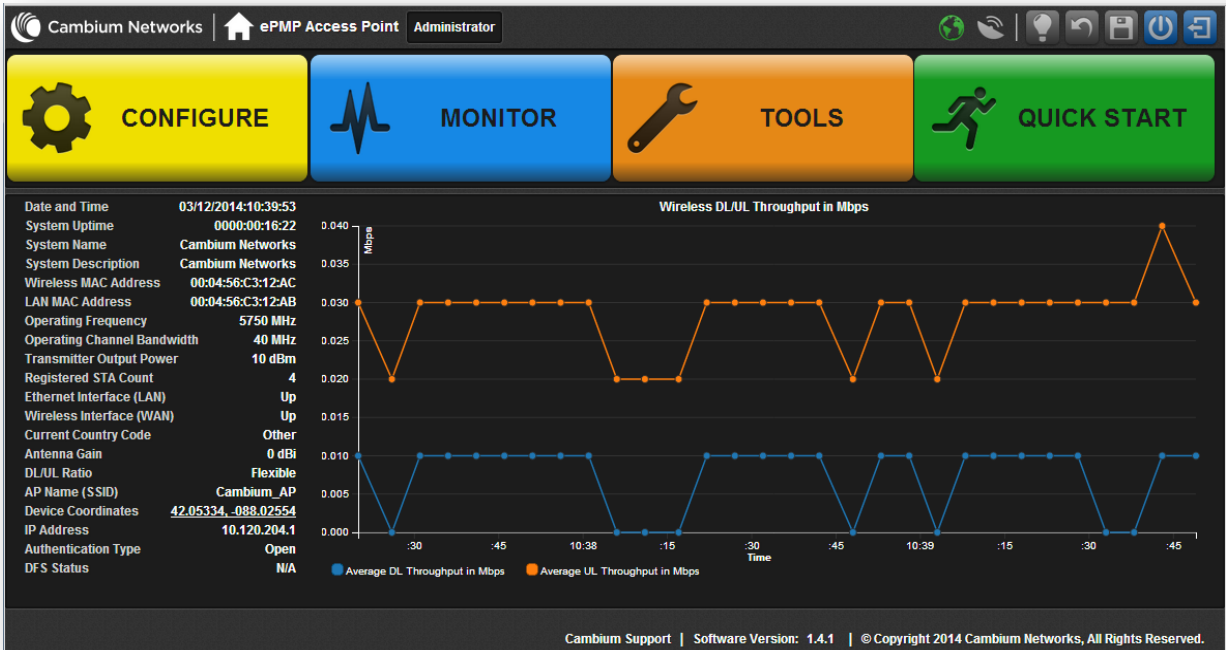 Cambium Networks | ePMP Access Point Administrator
CONFIGURE MONITOR TOOLS QUICK START
Date and Time 03/12/2014:10:39:53
System Uptime 0000:00:16:22
System Name Cambium Networks
System Description Cambium Networks
Wireless MAC Address 00:04:56:C3:12:AC
LAN MAC Address 00:04:56:C3:12:AB
Operating Frequency 5750 MHz
Operating Channel Bandwidth 40 MHz
Transmitter Output Power 10 dBm
Registered STA Count 4
Ethernet Interface (LAN) Up
Wireless Interface (WAN) Up
Current Country Code Other
Antenna Gain 0 dBi
DL/UL Ratio Flexible
AP Name (SSID) Cambium_AP
Device Coordinates 42.05334, -088.02554
IP Address 10.120.204.1
Authentication Type Open
DFS Status N/A
Wireless DL/UL Throughput in Mbps
Mbps
0.040
0.035
0.030
0.025
0.020
0.015
0.010
0.005
0.000
:30 :45 10:38 :15 :30 :45 10:39 :15 :30 :45
Time
Average DL Throughput in Mbps Average UL Throughput in Mbps
Cambium Support | Software Version: 1.4.1 | © Copyright 2014 Cambium Networks, All Rights Reserved.